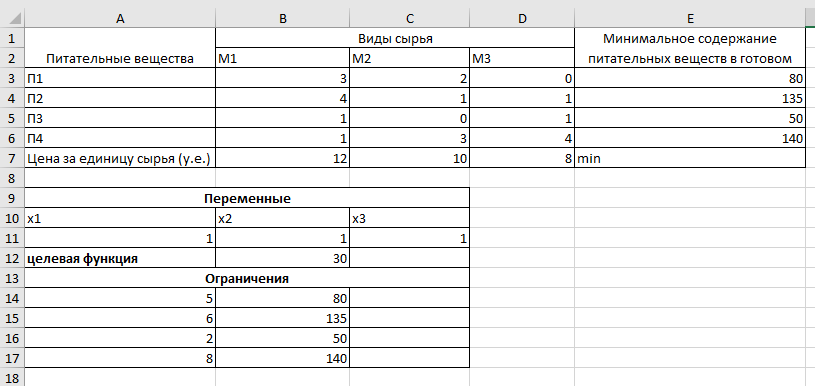 A B C D E
1 Виды сырья Минимальное содержание
2 Питательные вещества М1 М2 М3 питательных веществ в готовом
3 П1 3 2 0 80
4 П2 4 1 1 135
5 П3 1 0 1 50
6 П4 1 3 4 140
7 Цена за единицу сырья (у.е.) 12 10 8 min
8
9 Переменные
10 x1 x2 x3
11 1 1 1
12 целевая функция 30
13 Ограничения
14 5 80
15 6 135
16 2 50
17 8 140
18